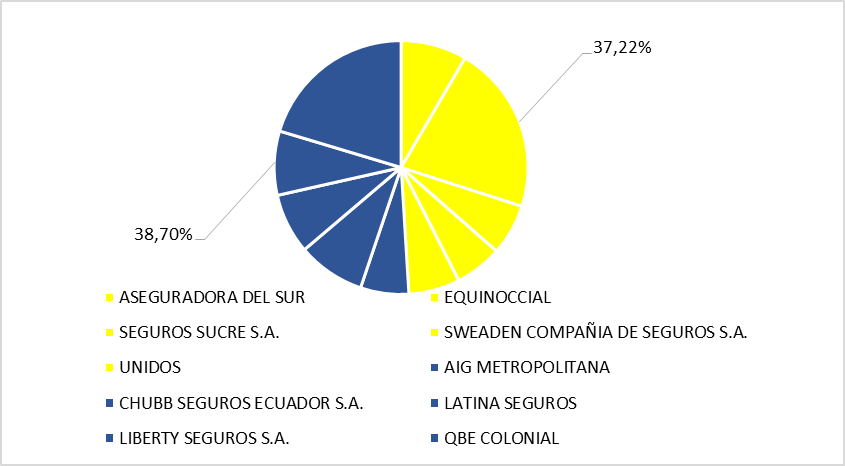 37,22%
38,70%
ASEGURADORA DEL SUR
EQUINOCCIAL
SEGUROS SUCRE S.A.
SWEADEN COMPAÑIA DE SEGUROS S.A.
UNIDOS
AIG METROPOLITANA
CHUBB SEGUROS ECUADOR S.A.
LATINA SEGUROS
LIBERTY SEGUROS S.A.
QBE COLONIAL